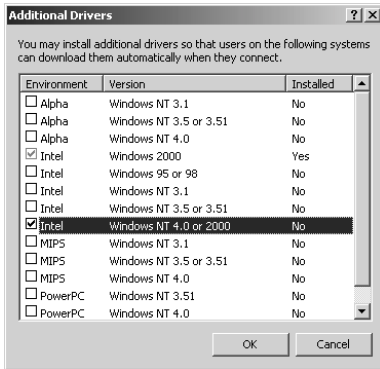 Additional Drivers
You may install additional drivers so that users on the following systems
can download them automatically when they connect.
Environment Version Installed
Alpha Windows NT 3.1 No
Alpha Windows NT 3.5 or 3.51 No
Alpha Windows NT 4.0 No
Intel Windows 2000 Yes
Intel Windows 95 or 98 No
Intel Windows NT 3.1 No
Intel Windows NT 3.5 or 3.51 No
Intel Windows NT 4.0 or 2000 No
MIPS Windows NT 3.1 No
MIPS Windows NT 3.5 or 3.51 No
MIPS Windows NT 4.0 No
PowerPC Windows NT 3.51 No
PowerPC Windows NT 4.0 No
OK Cancel